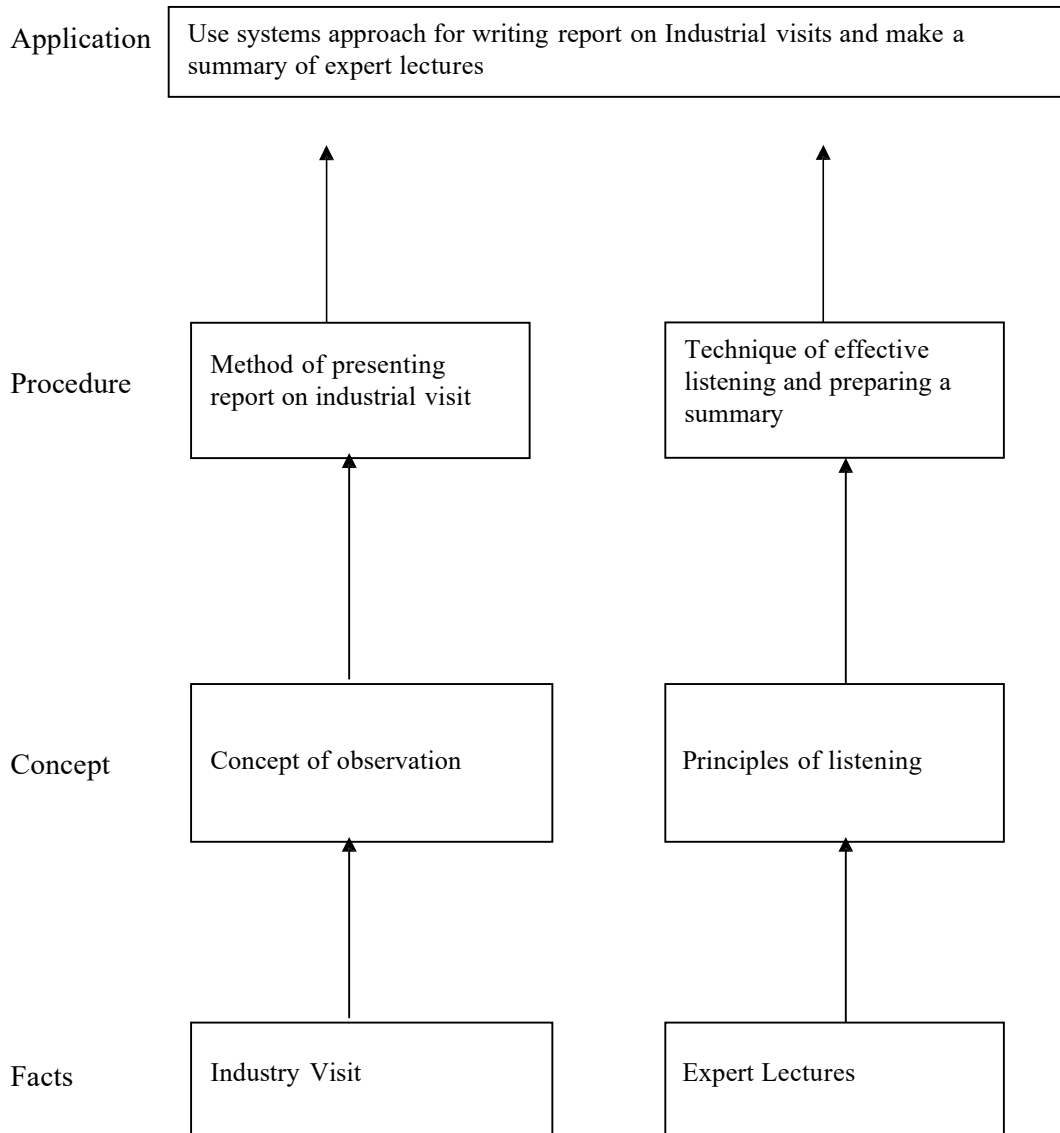 Application
Use systems approach for writing report on Industrial visits and make a
summary of expert lectures
Procedure
Method of presenting
report on industrial visit
Technique of effective
listening and preparing a
summary
Concept
Concept of observation
Principles of listening
Facts
Industry Visit
Expert Lectures